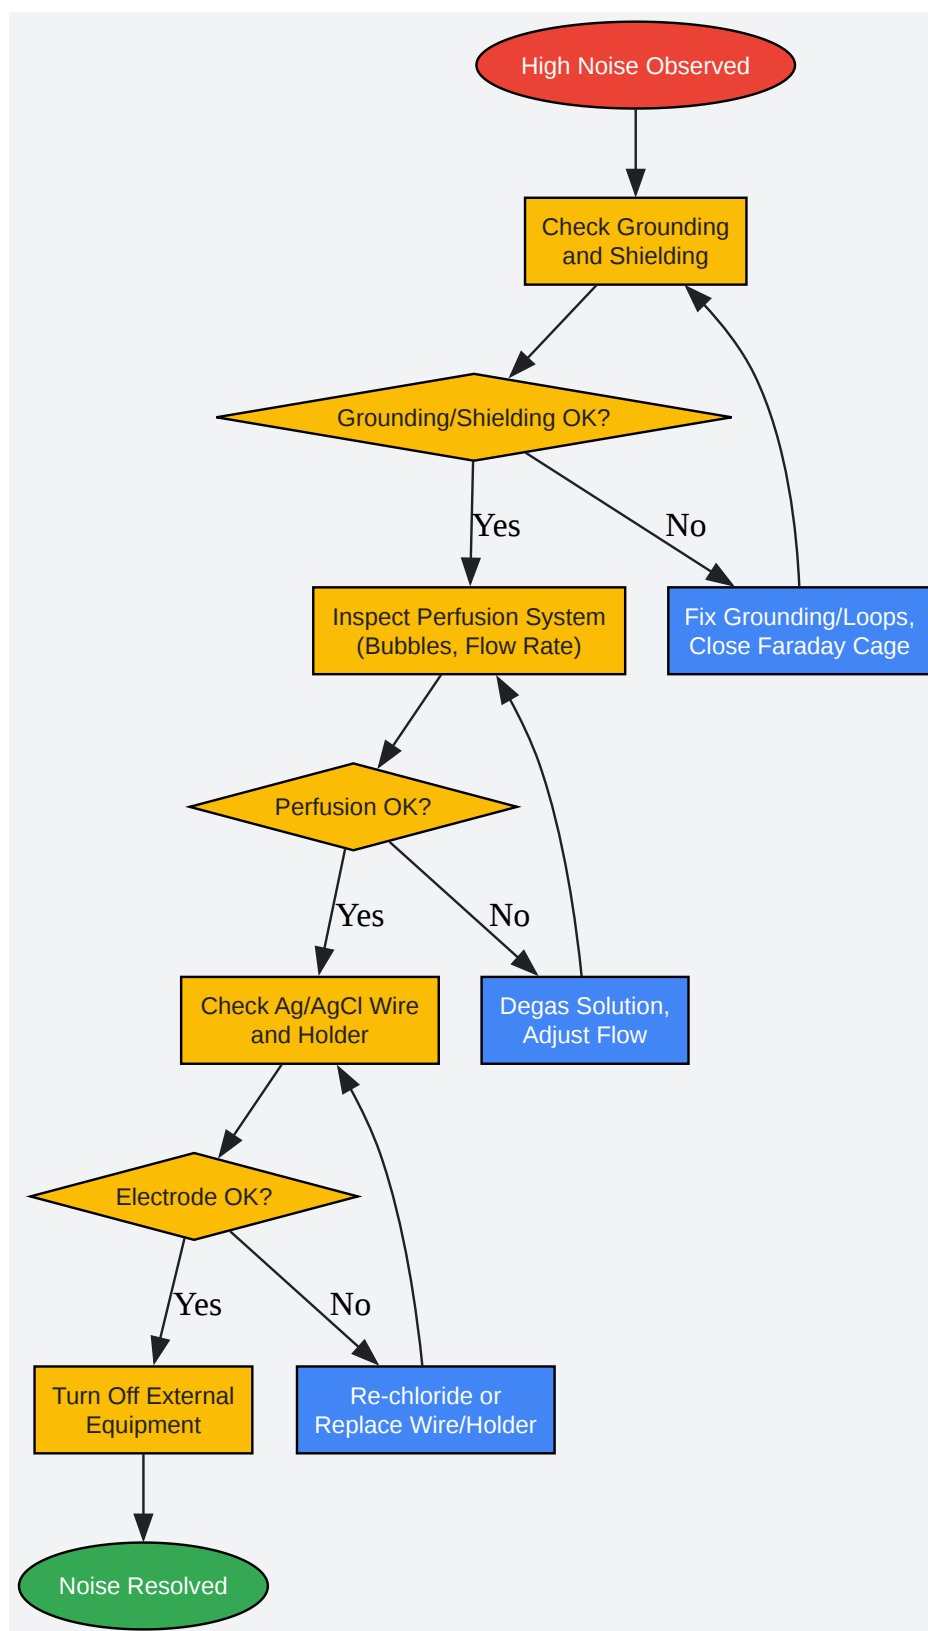 High Noise Observed
Check Grounding
and Shielding
Grounding/Shielding OK?
Yes
No
Inspect Perfusion System
(Bubbles, Flow Rate)
Fix Grounding/Loops,
Close Faraday Cage
Perfusion OK?
Yes
No
Check Ag/AgCl Wire
and Holder
Degas Solution,
Adjust Flow
Electrode OK?
Yes
No
Turn Off External
Equipment
Re-chloride or
Replace Wire/Holder
Noise Resolved